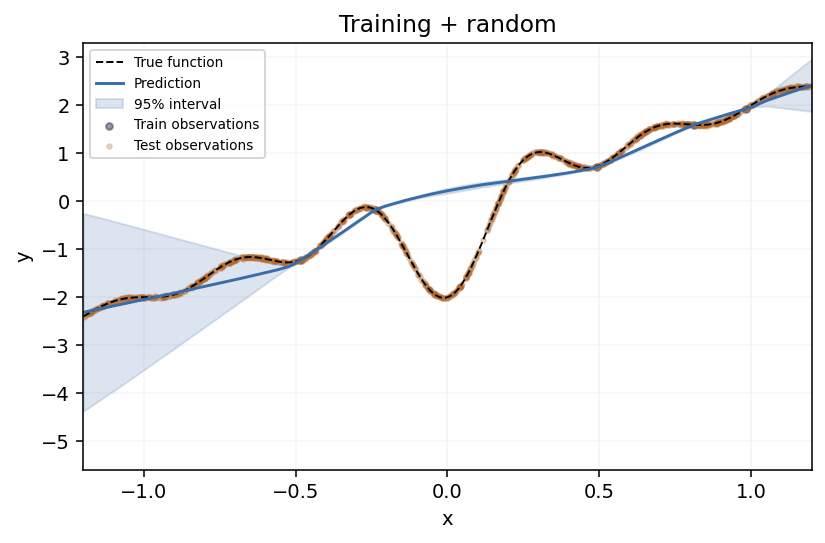 Training + random
True function
Prediction
95% interval
Train observations
Test observations
3
2
1
0
−1
−2
−3
−4
−5
y
−1.0 −0.5 0.0 0.5 1.0
x